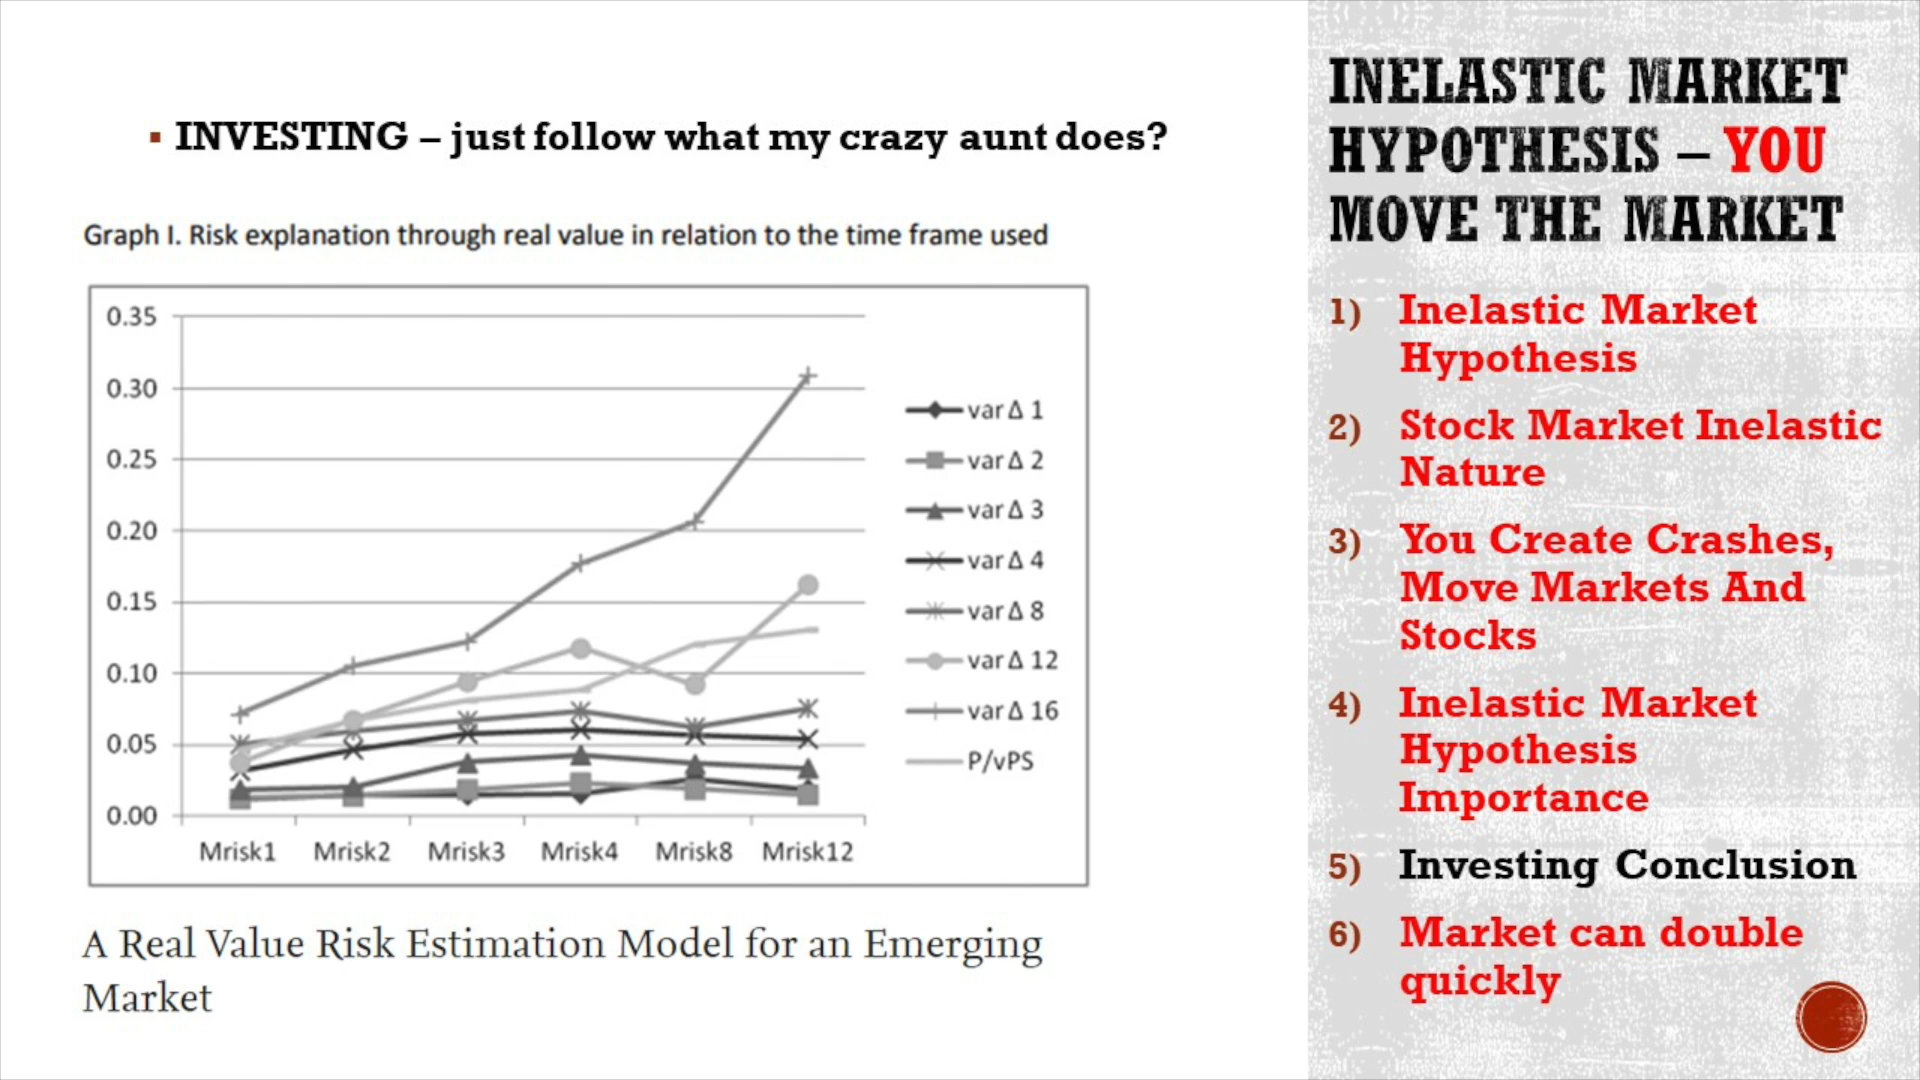 ▪ INVESTING – just follow what my crazy aunt does?
Graph I. Risk explanation through real value in relation to the time frame used
0.35
0.30
0.25
0.20
0.15
0.10
0.05
0.00
Mrisk1 Mrisk2 Mrisk3 Mrisk4 Mrisk8 Mrisk12
var Δ 1
var Δ 2
var Δ 3
var Δ 4
var Δ 8
var Δ 12
var Δ 16
P/vPS
A Real Value Risk Estimation Model for an Emerging
Market
INELASTIC MARKET
HYPOTHESIS – YOU
MOVE THE MARKET
1) Inelastic Market
Hypothesis
2) Stock Market Inelastic
Nature
3) You Create Crashes,
Move Markets And
Stocks
4) Inelastic Market
Hypothesis
Importance
5) Investing Conclusion
6) Market can double
quickly